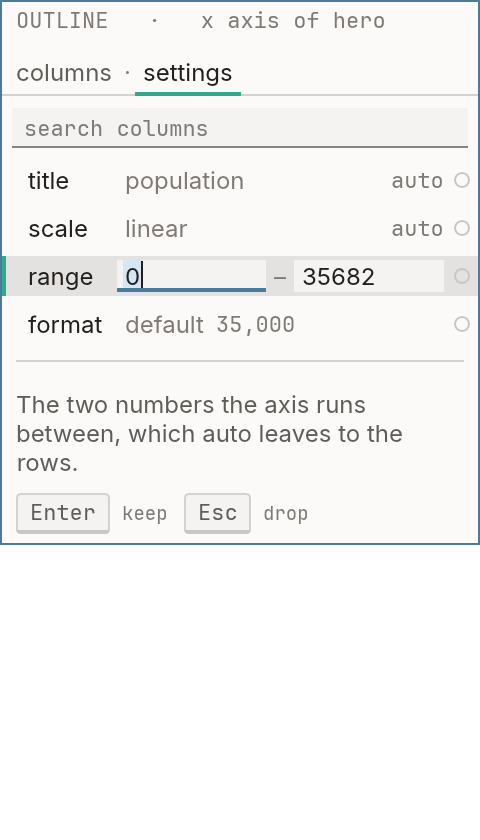 OUTLINE · x axis of hero
columns · settings
search columns
title population auto
scale linear auto
range 0 – 35682
format default 35,000
The two numbers the axis runs
between, which auto leaves to the
rows.
Enter keep Esc drop